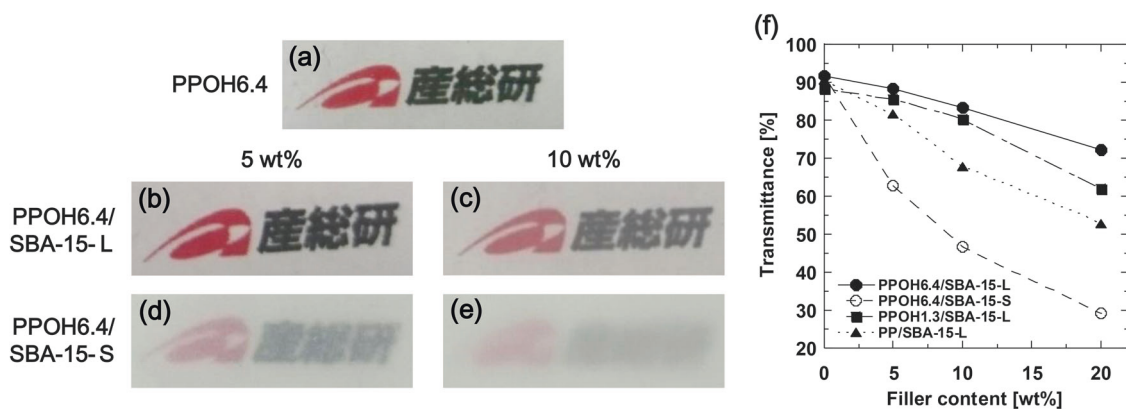 (a)
PPOH6.4
産総研
5 wt%
10 wt%
PPOH6.4/
SBA-15-L
(b)
産総研
(c)
産総研
PPOH6.4/
SBA-15-S
(d)
産総研
(e)
(f)
Transmittance [%]
100
90
80
70
60
50
40
30
20
PPOH6.4/SBA-15-L
PPOH6.4/SBA-15-S
PPOH1.3/SBA-15-L
PP/SBA-15-L
0
5
10
15
20
Filler content [wt%]